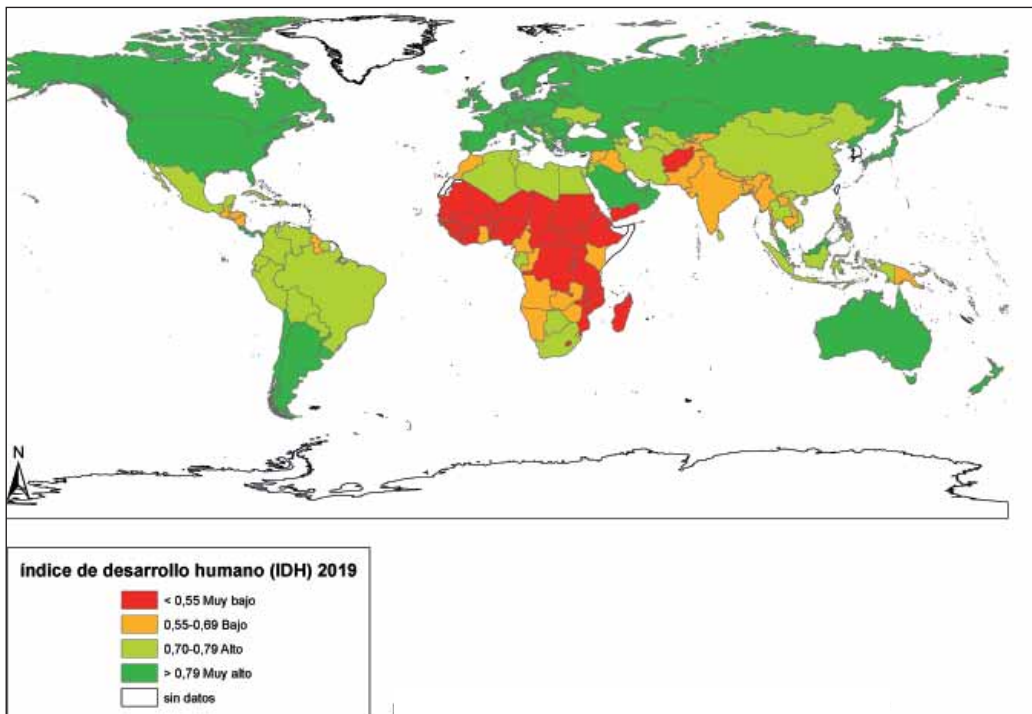 N
índice de desarrollo humano (IDH) 2019
< 0,55 Muy bajo
0,55-0,69 Bajo
0,70-0,79 Alto
> 0,79 Muy alto
sin datos